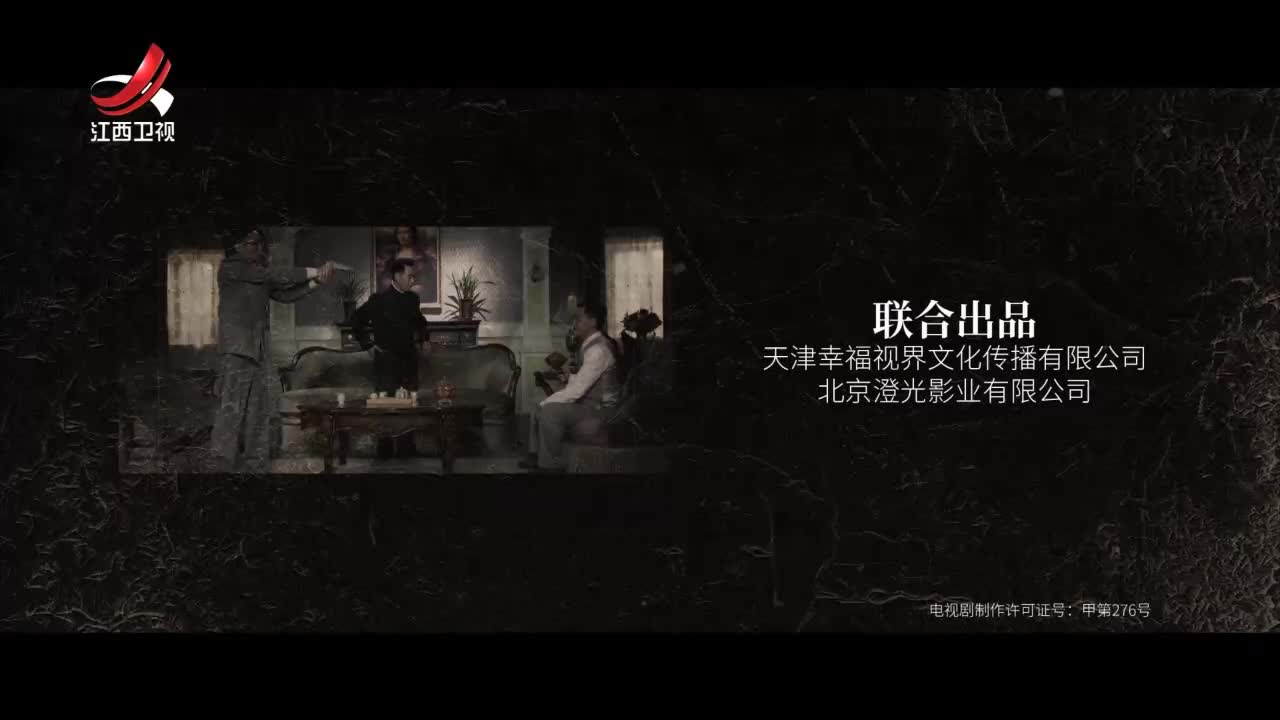 江西卫视
联合出品
天津幸福视界文化传播有限公司
北京澄光影业有限公司
电视剧制作许可证号：甲第276号